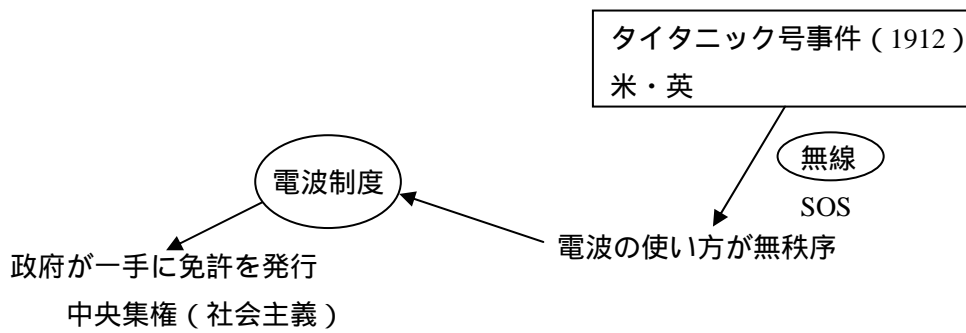 タイタニック号事件（1912）
米・英
無線
SOS
電波の使い方が無秩序
電波制度
政府が一手に免許を発行
中央集権（社会主義）